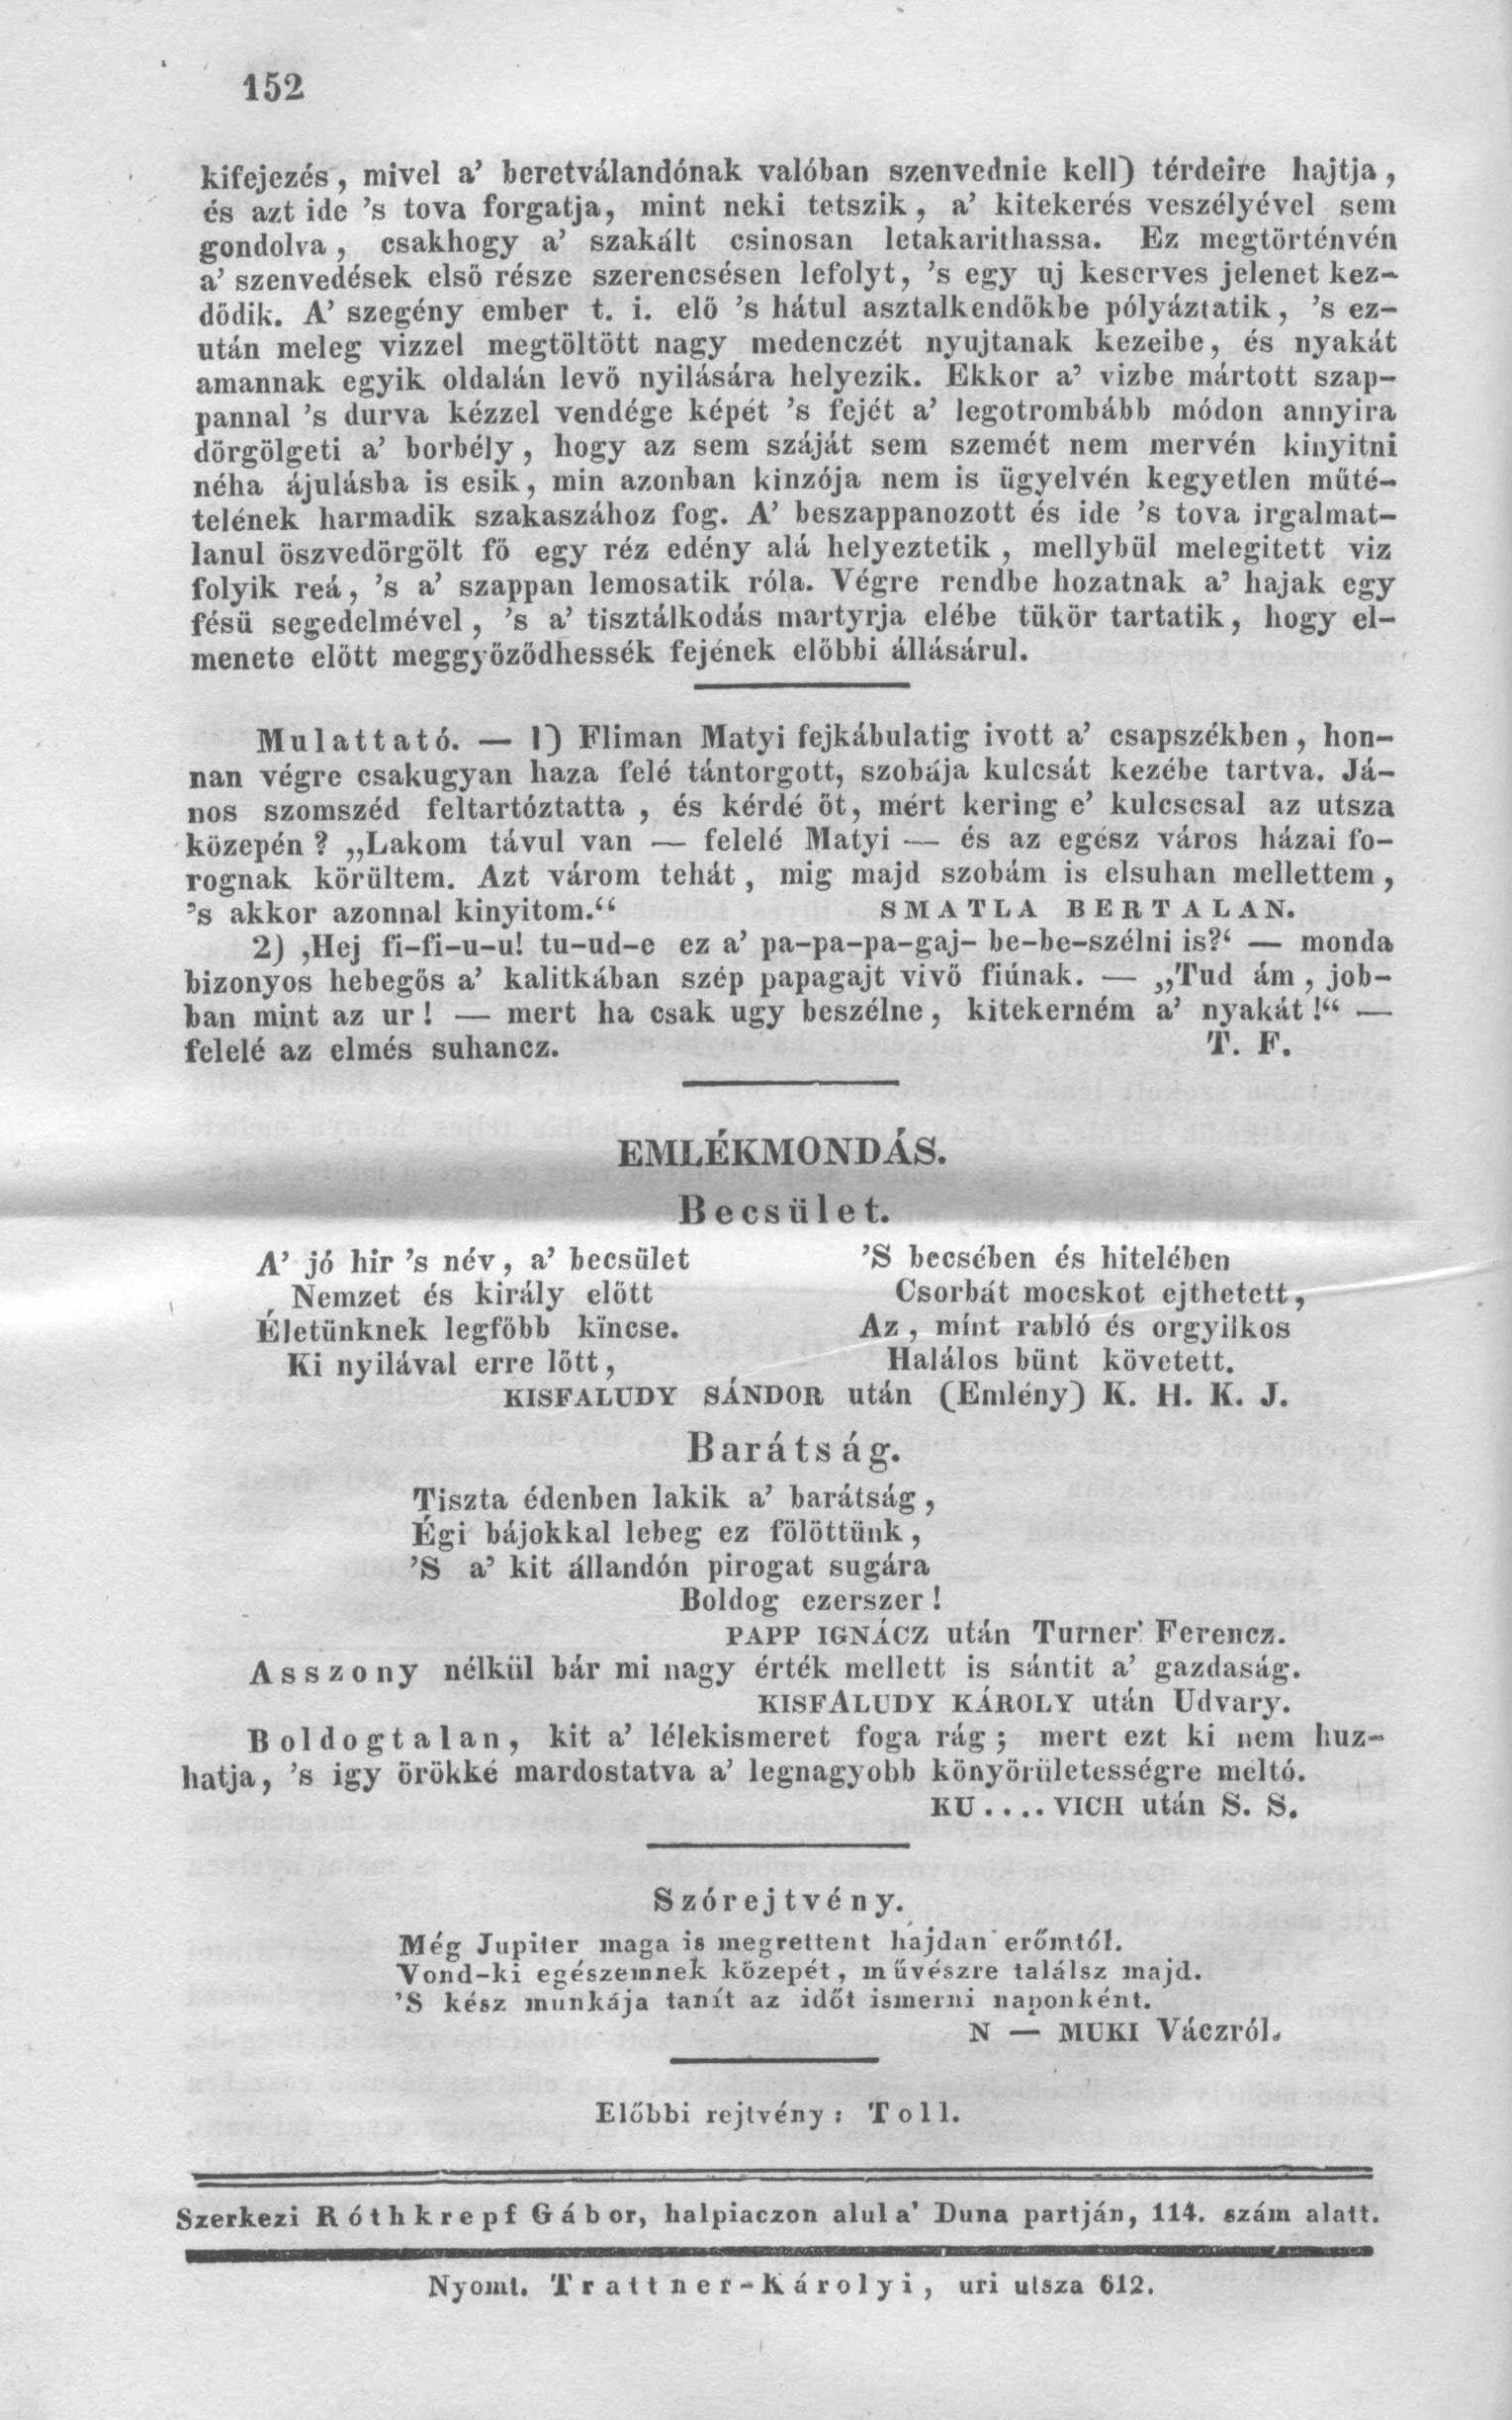 152
kifejezés, mivel a' beretválandónak valóban szenvednie kell) térdeire hajtja,
és azt ide 's tova forgatja, mint neki tetszik, a' kitekerés veszélyével sem
gondolva, csakhogy a' szakált csinosan letakarithassa. Ez megtörténvén
a' szenvedések elsö része szerencsésen lefolyt, 's egy uj keserves jelenet kez-
dödik. A' szegény ember t. i. elö 's hátul asztalkendökbe pólyáztatik, 's ez-
után meleg vizzel megtöltött nagy medenczét nyujtanak kezeibe, és nyakát
amannak egyik oldalán levö nyilására helyezik. Ekkor a' vizbe mártott szap-
pannal 's durva kézzel vendége képét 's fejét a' legotrombább módon annyira
dörgölgeti a' borbély, hogy az sem száját sem szemét nem mervén kinyitni
néha ájulásba is esik, min azonban kinzója nem is ügyelvén kegyetlen müté-
telének harmadik szakaszához fog. A' beszappanozott és ide 's tova irgalmat-
lanul öszvedörgölt fö egy réz edény alá helyeztetik, mellybül melegitett viz
folyik reá, 's a' szappan lemosatik róla. Végre rendbe hozatnak a' hajak egy
fésü segedelmével, 's a' tisztálkodás martyrja elébe tükör tartatik, hogy el-
menete elött meggyözödhessék fejének elöbbi állásárul.
Mulattató. — 1) Fliman Matyi fejkábulatig ivott a' csapszékben, hon-
nan végre csakugyan haza felé tántorgott, szobája kulcsát kezébe tartva. Já-
nos szomszéd feltartóztatta, és kérdé öt, mért kering e' kulcscsal az utsza
közepén? „Lakom távul van — felelé Matyi — és az egész város házai fo-
rognak körültem. Azt várom tehát, mig majd szobám is elsuhan mellettem,
's akkor azonnal kinyitom.“ SMATLA BERTALAN.
2) ‚Hej fi-fi-u-u! tu-ud-e ez a' pa-pa-pa-gaj- be-be-szélni is?‘ — monda
bizonyos hebegös a' kalitkában szép papagajt vivö fiúnak. — „Tud ám, job-
ban mint az ur! — mert ha csak ugy beszélne, kitekerném a' nyakát!“ —
felelé az elmés suhancz. T. F.
EMLÉKMONDÁS.
Becsület.
A' jó hir 's név, a' becsület
Nemzet és király elött
Életünknek legföbb kincse.
Ki nyilával erre lött,
'S becsében és hitelében
Csorbát mocskot ejthetett,
Az, mint rabló és orgyilkos
Halálos bünt követett.
KISFALUDY SÁNDOR után (Emlény) K. H. K. J.
Barátság.
Tiszta édenben lakik a' barátság,
Égi bájokkal lebeg ez fölöttünk,
'S a' kit állandón pirogat sugára
Boldog ezerszer!
PAPP IGNÁCZ után Turner Ferencz.
Asszony nélkül bár mi nagy érték mellett is sántit a' gazdaság.
KISFALUDY KÁROLY után Udvary.
Boldogtalan, kit a' lélekismeret foga rág; mert ezt ki nem huz-
hatja, 's igy örökké mardostatva a' legnagyobb könyörületességre méltó.
KU....VICH után S. S.
Szórejtvény.
Még Jupiter maga is megrettent hajdan erőmtől.
Vond-ki egészemnek közepét, művészre találsz majd.
'S kész munkája tanít az időt ismerni naponként.
N — MUKI Váczról.
Előbbi rejtvény: Toll.
Szerkezi Róthkrepf Gábor, halpiaczon alul a' Duna partján, 114. szám alatt.
Nyomt. Trattner-Károlyi, uri utsza 612.